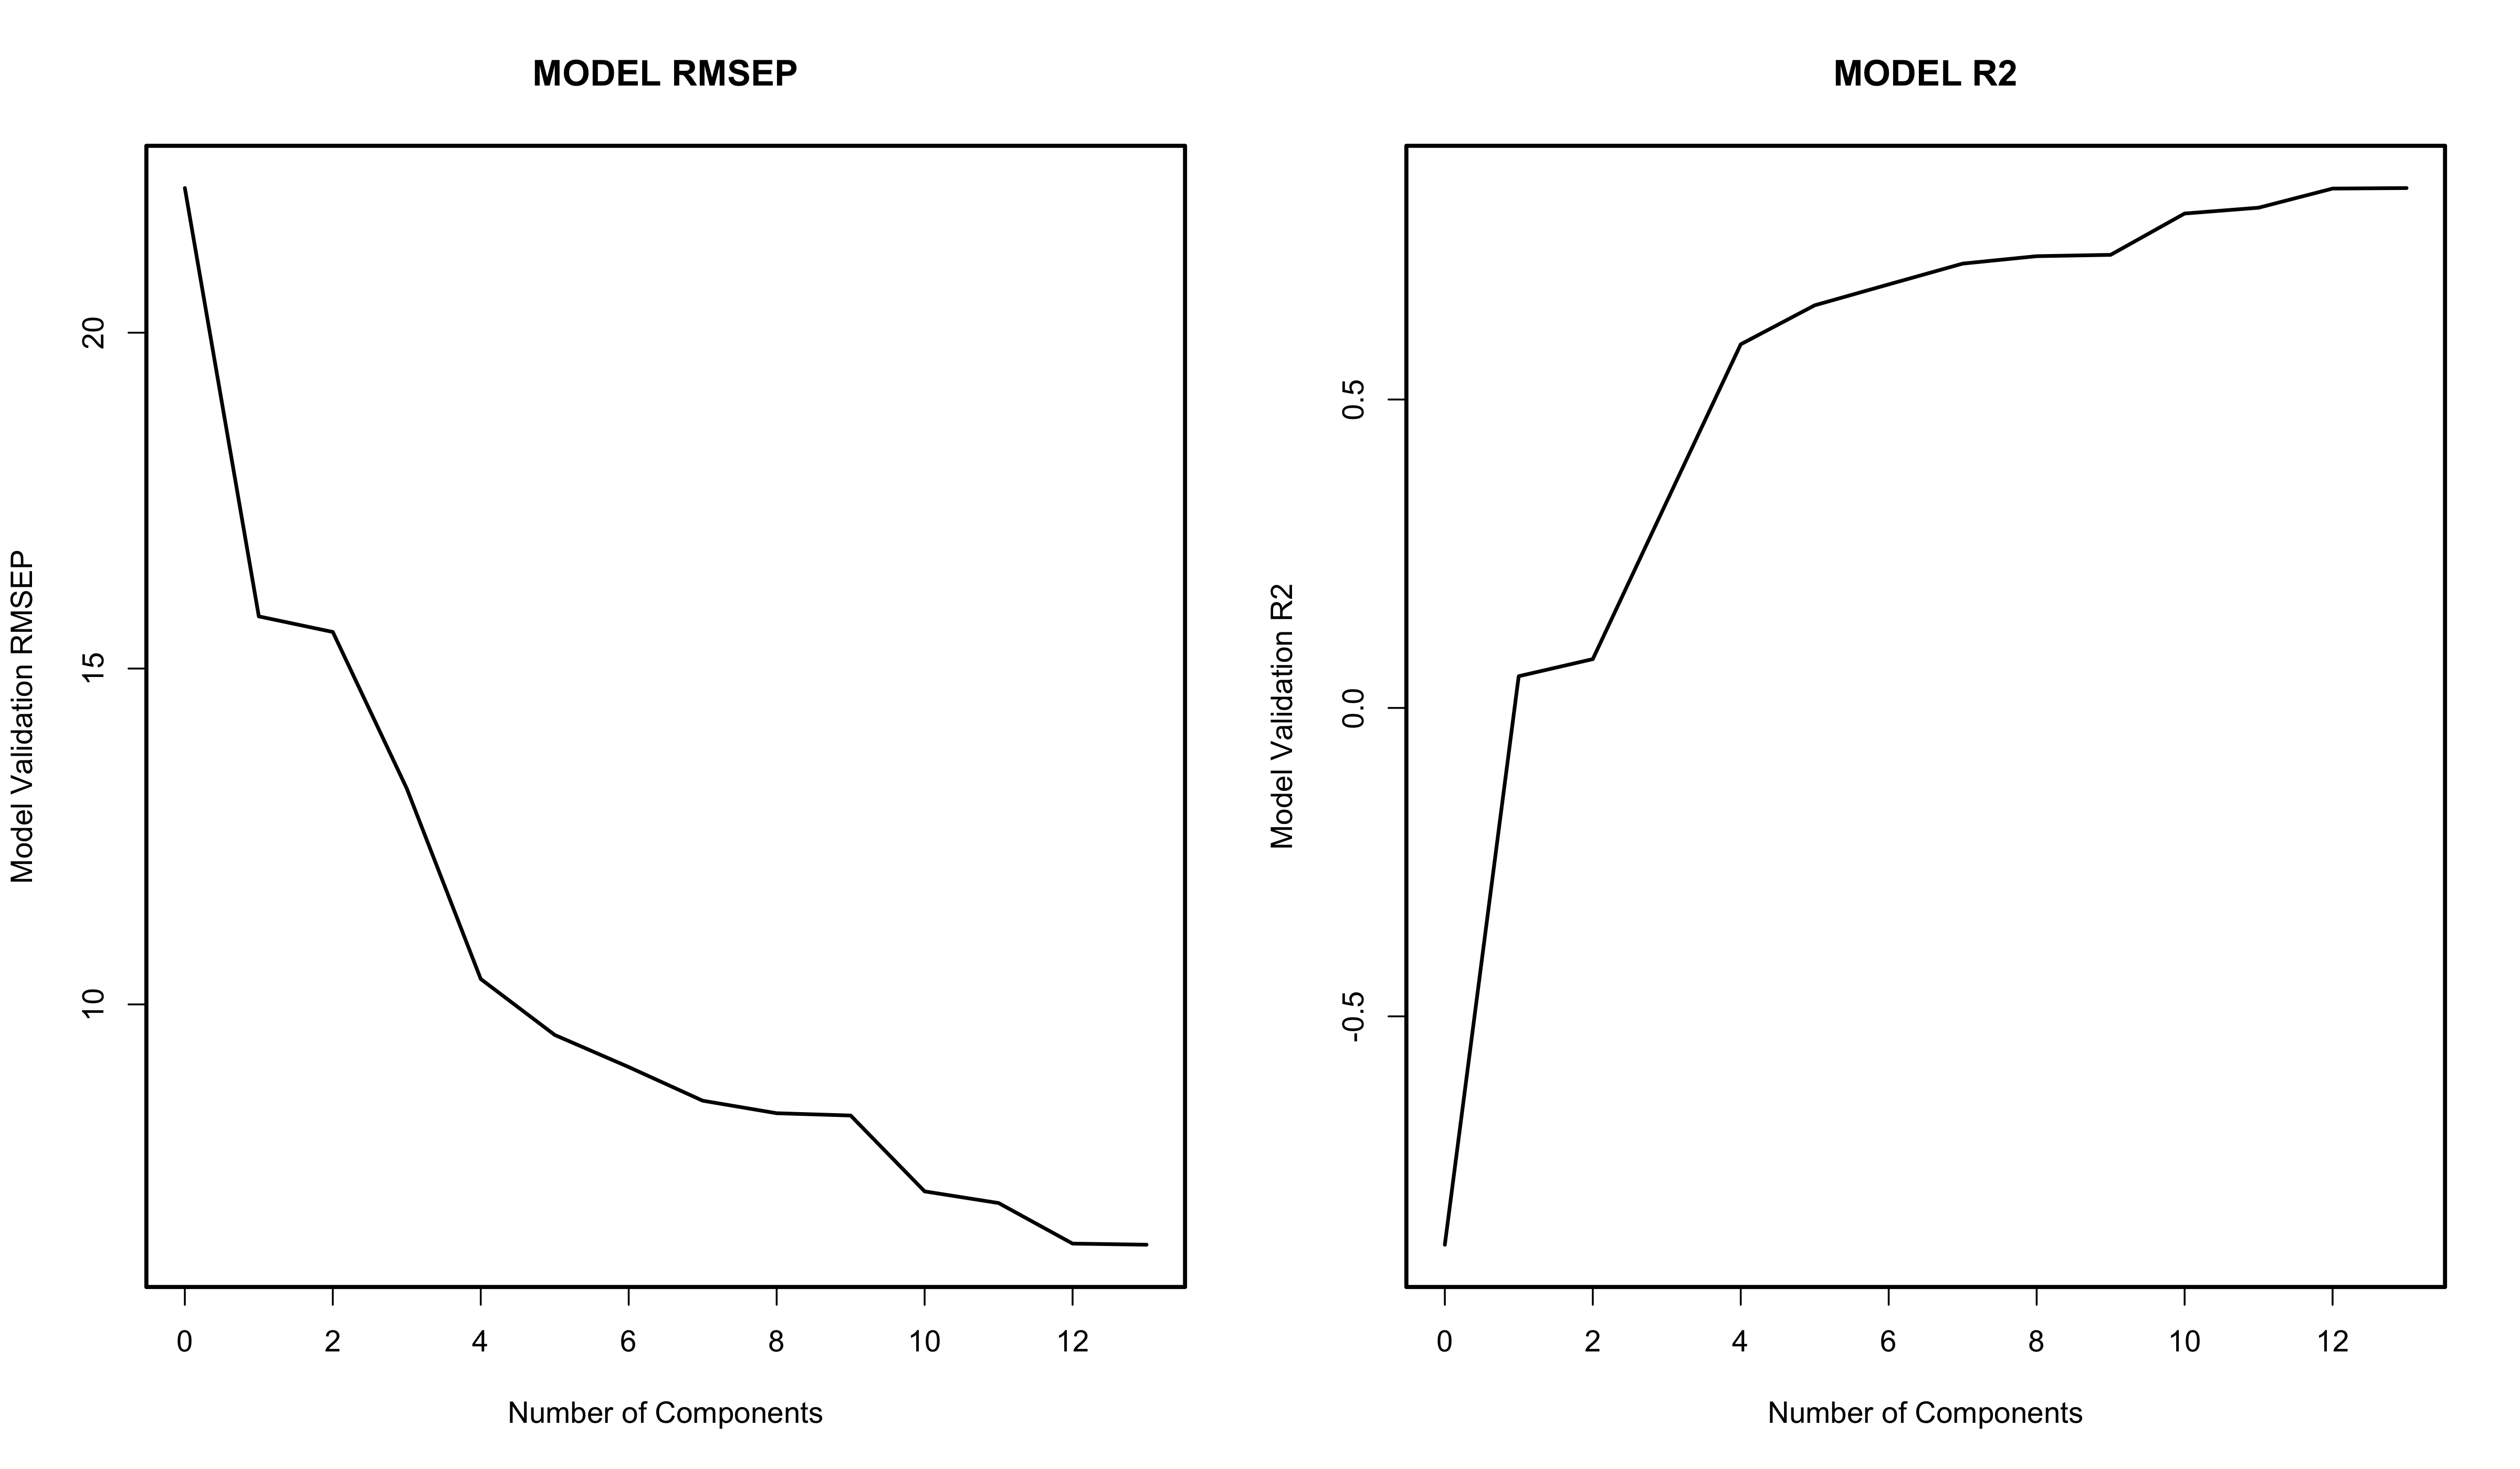 MODEL RMSEP
Model Validation RMSEP
20
15
10
0 2 4 6 8 10 12
Number of Components
MODEL R2
Model Validation R2
0.5
0.0
-0.5
0 2 4 6 8 10 12
Number of Components